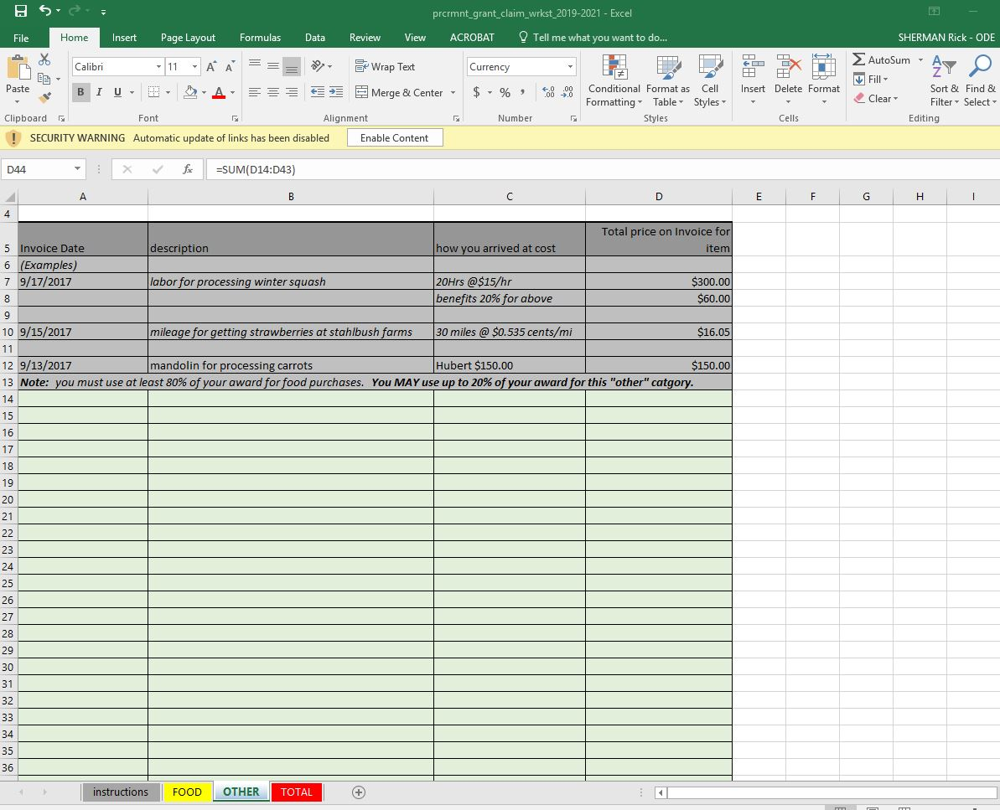 prcrmnt_grant_claim_wrkst_2019-2021 - Excel
File Home Insert Page Layout Formulas Data Review View ACROBAT Tell me what you want to do... SHERMAN Rick - ODE
Calibri 11 Wrap Text Currency AutoSum
Paste B I U Merge & Center $ % , Conditional Formatting Format as Table Cell Styles Insert Delete Format Fill Clear Sort & Filter Find & Select
Clipboard Font Alignment Number Styles Cells Editing
SECURITY WARNING Automatic update of links has been disabled Enable Content
D44 fx =SUM(D14:D43)
A B C D E F G H I
4
5 Invoice Date description how you arrived at cost Total price on Invoice for item
6 (Examples)
7 9/17/2017 labor for processing winter squash 20Hrs @$15/hr $300.00
8 benefits 20% for above $60.00
9
10 9/15/2017 mileage for getting strawberries at stahlbush farms 30 miles @ $0.535 cents/mi $16.05
11
12 9/13/2017 mandolin for processing carrots Hubert $150.00 $150.00
13 Note: you must use at least 80% of your award for food purchases. You MAY use up to 20% of your award for this "other" catgory.
14
15
16
17
18
19
20
21
22
23
24
25
26
27
28
29
30
31
32
33
34
35
36
instructions FOOD OTHER TOTAL